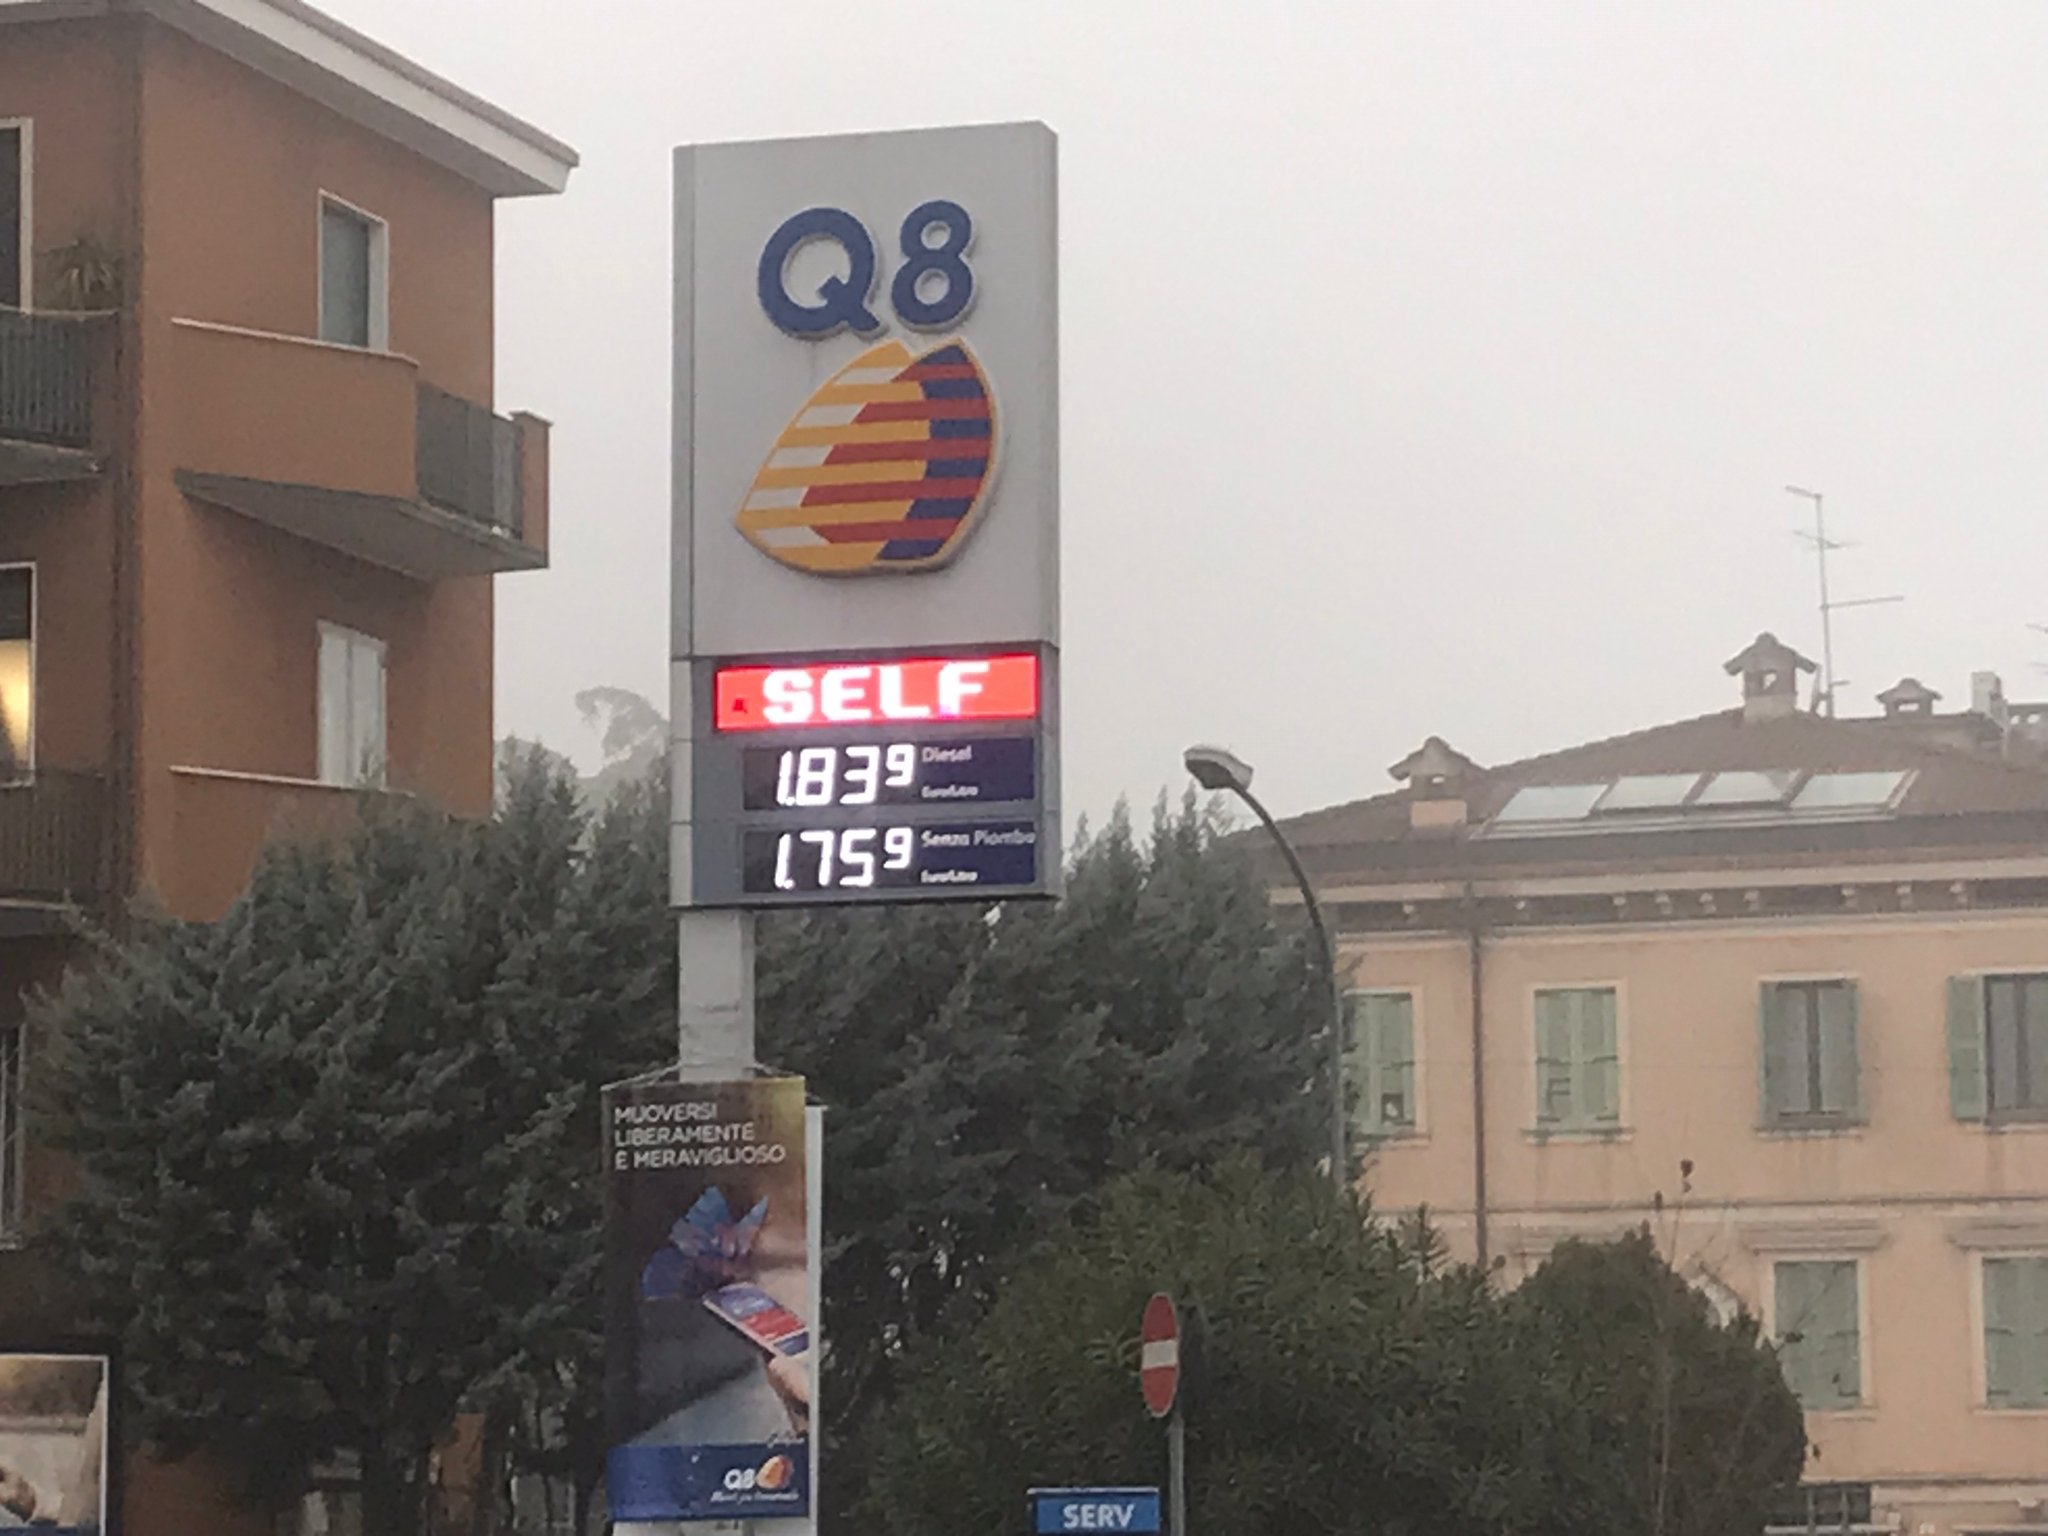 Q8
SELF
1.839 Diesel
Euro/Litro
1.759 Senza Piombo
Euro/Litro
MUOVERSI
LIBERAMENTE
È MERAVIGLIOSO
Q8
SERV